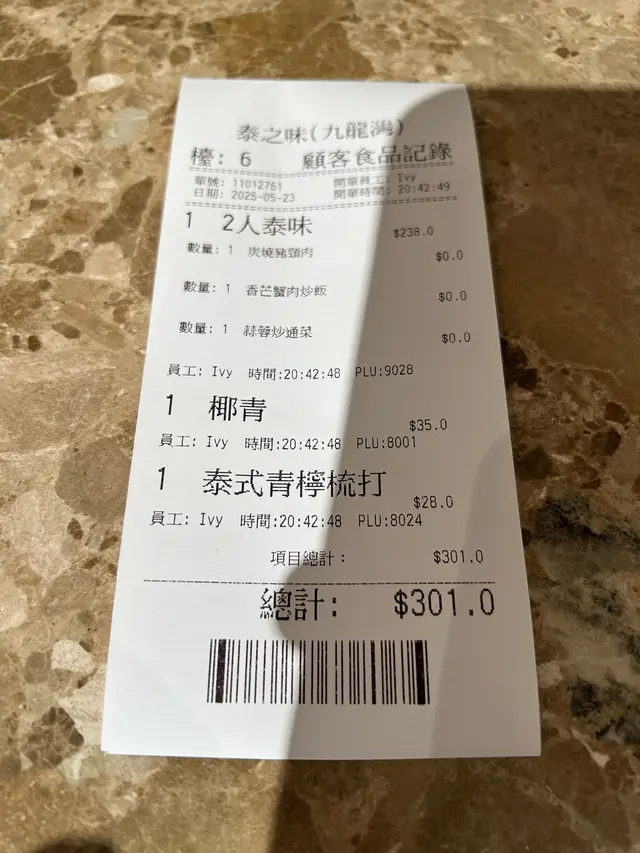 泰之味(九龍灣)
檯: 6 顧客食品記錄
單號: 11012761 開單員工: Ivy
日期: 2025-05-23 開單時間: 20:42:49
1 2人泰味 $238.0
數量: 1 炭燒豬頸肉 $0.0
數量: 1 香芒蟹肉炒飯 $0.0
數量: 1 蒜蓉炒通菜 $0.0
員工: Ivy 時間:20:42:48 PLU:9028
1 椰青 $35.0
員工: Ivy 時間:20:42:48 PLU:8001
1 泰式青檸梳打 $28.0
員工: Ivy 時間:20:42:48 PLU:8024
項目總計: $301.0
總計: $301.0